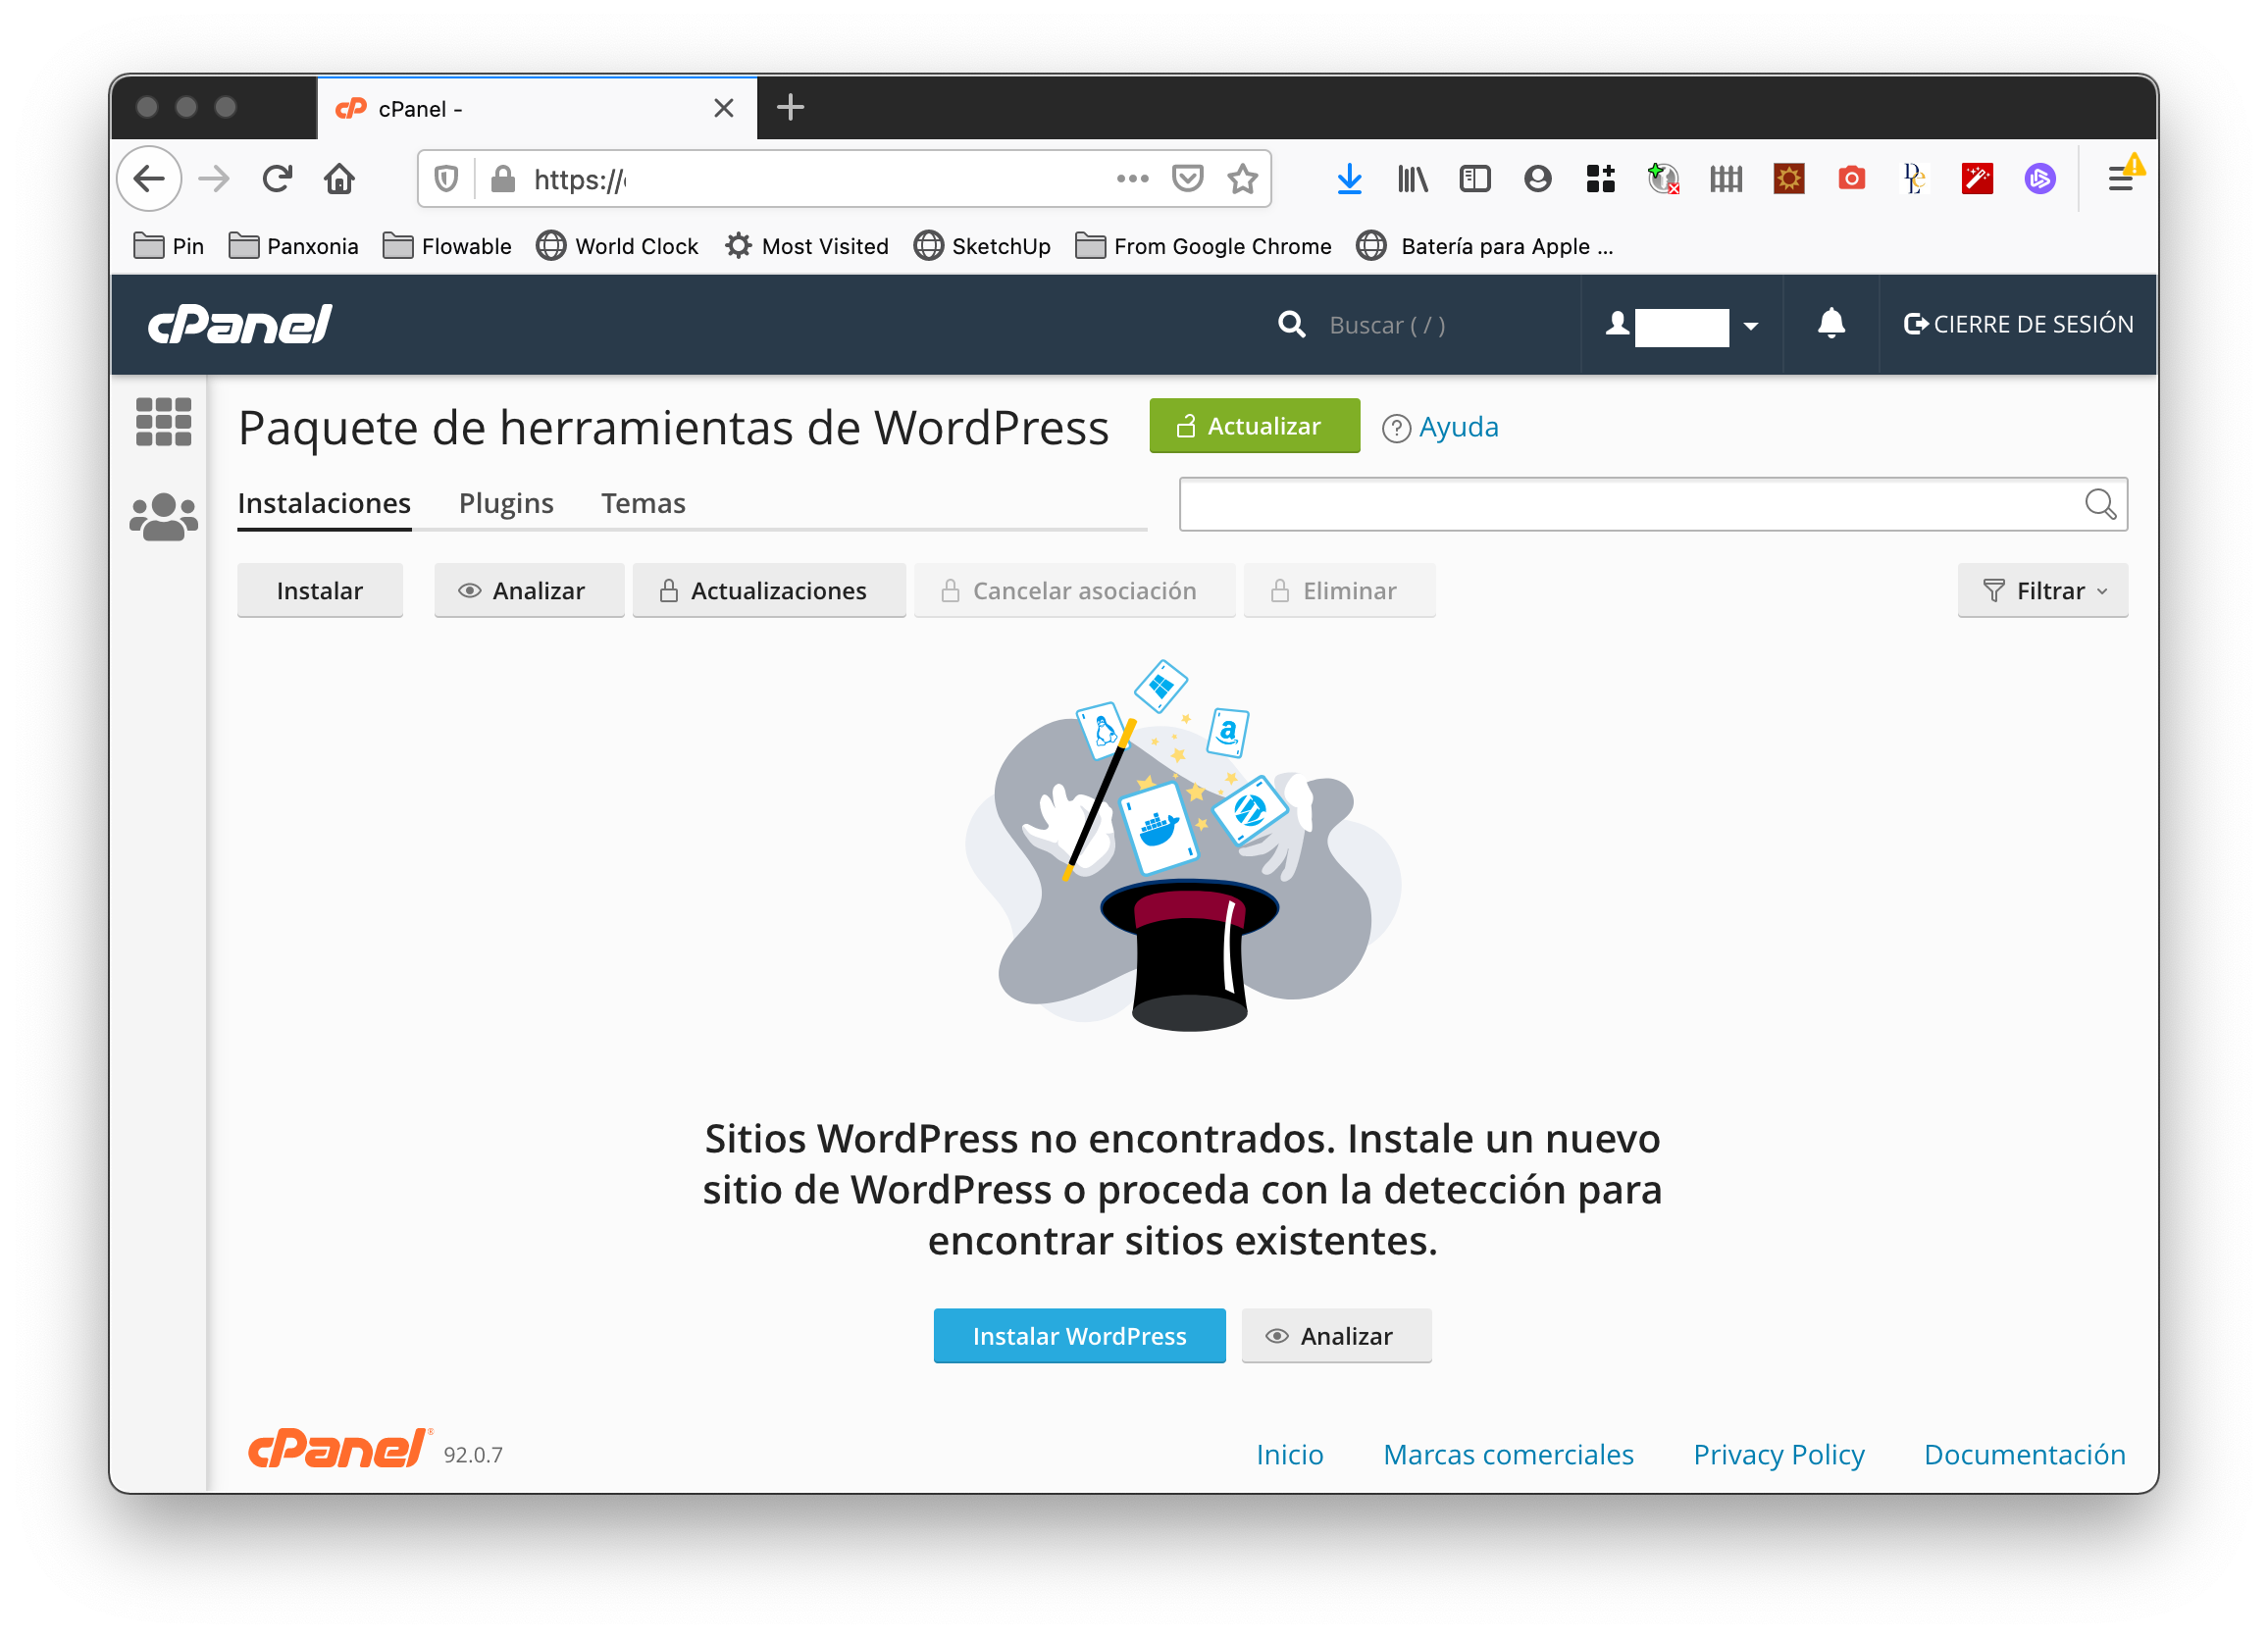 cPanel -
https://
Pin Panxonia Flowable World Clock Most Visited SketchUp From Google Chrome Batería para Apple ...
cPanel Buscar ( / ) CIERRE DE SESIÓN
Paquete de herramientas de WordPress Actualizar Ayuda
Instalaciones Plugins Temas
Instalar Analizar Actualizaciones Cancelar asociación Eliminar Filtrar
Sitios WordPress no encontrados. Instale un nuevo
sitio de WordPress o proceda con la detección para
encontrar sitios existentes.
Instalar WordPress Analizar
cPanel® 92.0.7 Inicio Marcas comerciales Privacy Policy Documentación